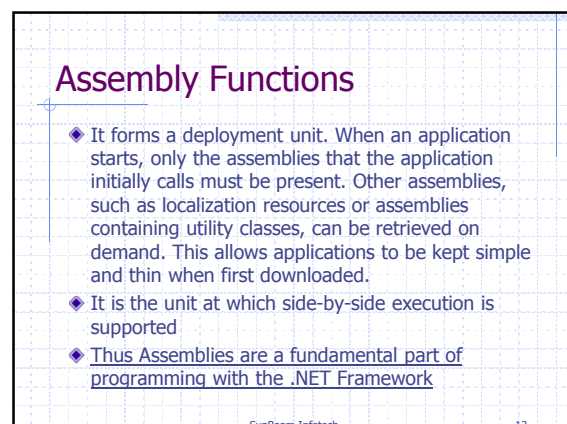 Assembly Functions
It forms a deployment unit. When an application
starts, only the assemblies that the application
initially calls must be present. Other assemblies,
such as localization resources or assemblies
containing utility classes, can be retrieved on
demand. This allows applications to be kept simple
and thin when first downloaded.
It is the unit at which side-by-side execution is
supported
Thus Assemblies are a fundamental part of
programming with the .NET Framework